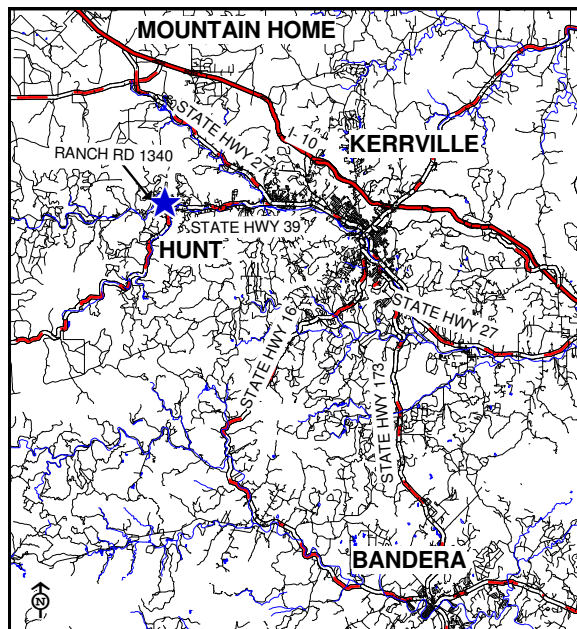 MOUNTAIN HOME
STATE HWY 27
I - 10
KERRVILLE
RANCH RD 1340
STATE HWY 39
HUNT
STATE HWY 27
STATE HWY 16
STATE HWY 173
BANDERA
N